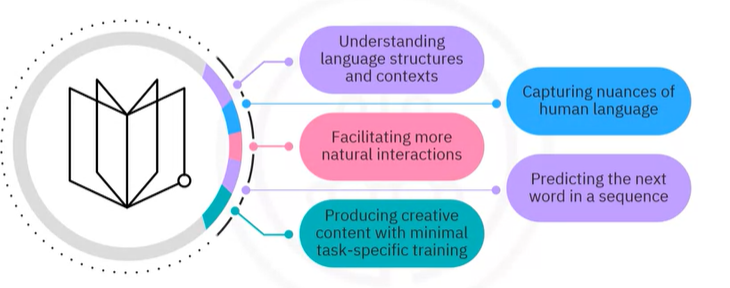 Understanding
language structures
and contexts
Capturing nuances of
human language
Facilitating more
natural interactions
Predicting the next
word in a sequence
Producing creative
content with minimal
task-specific training